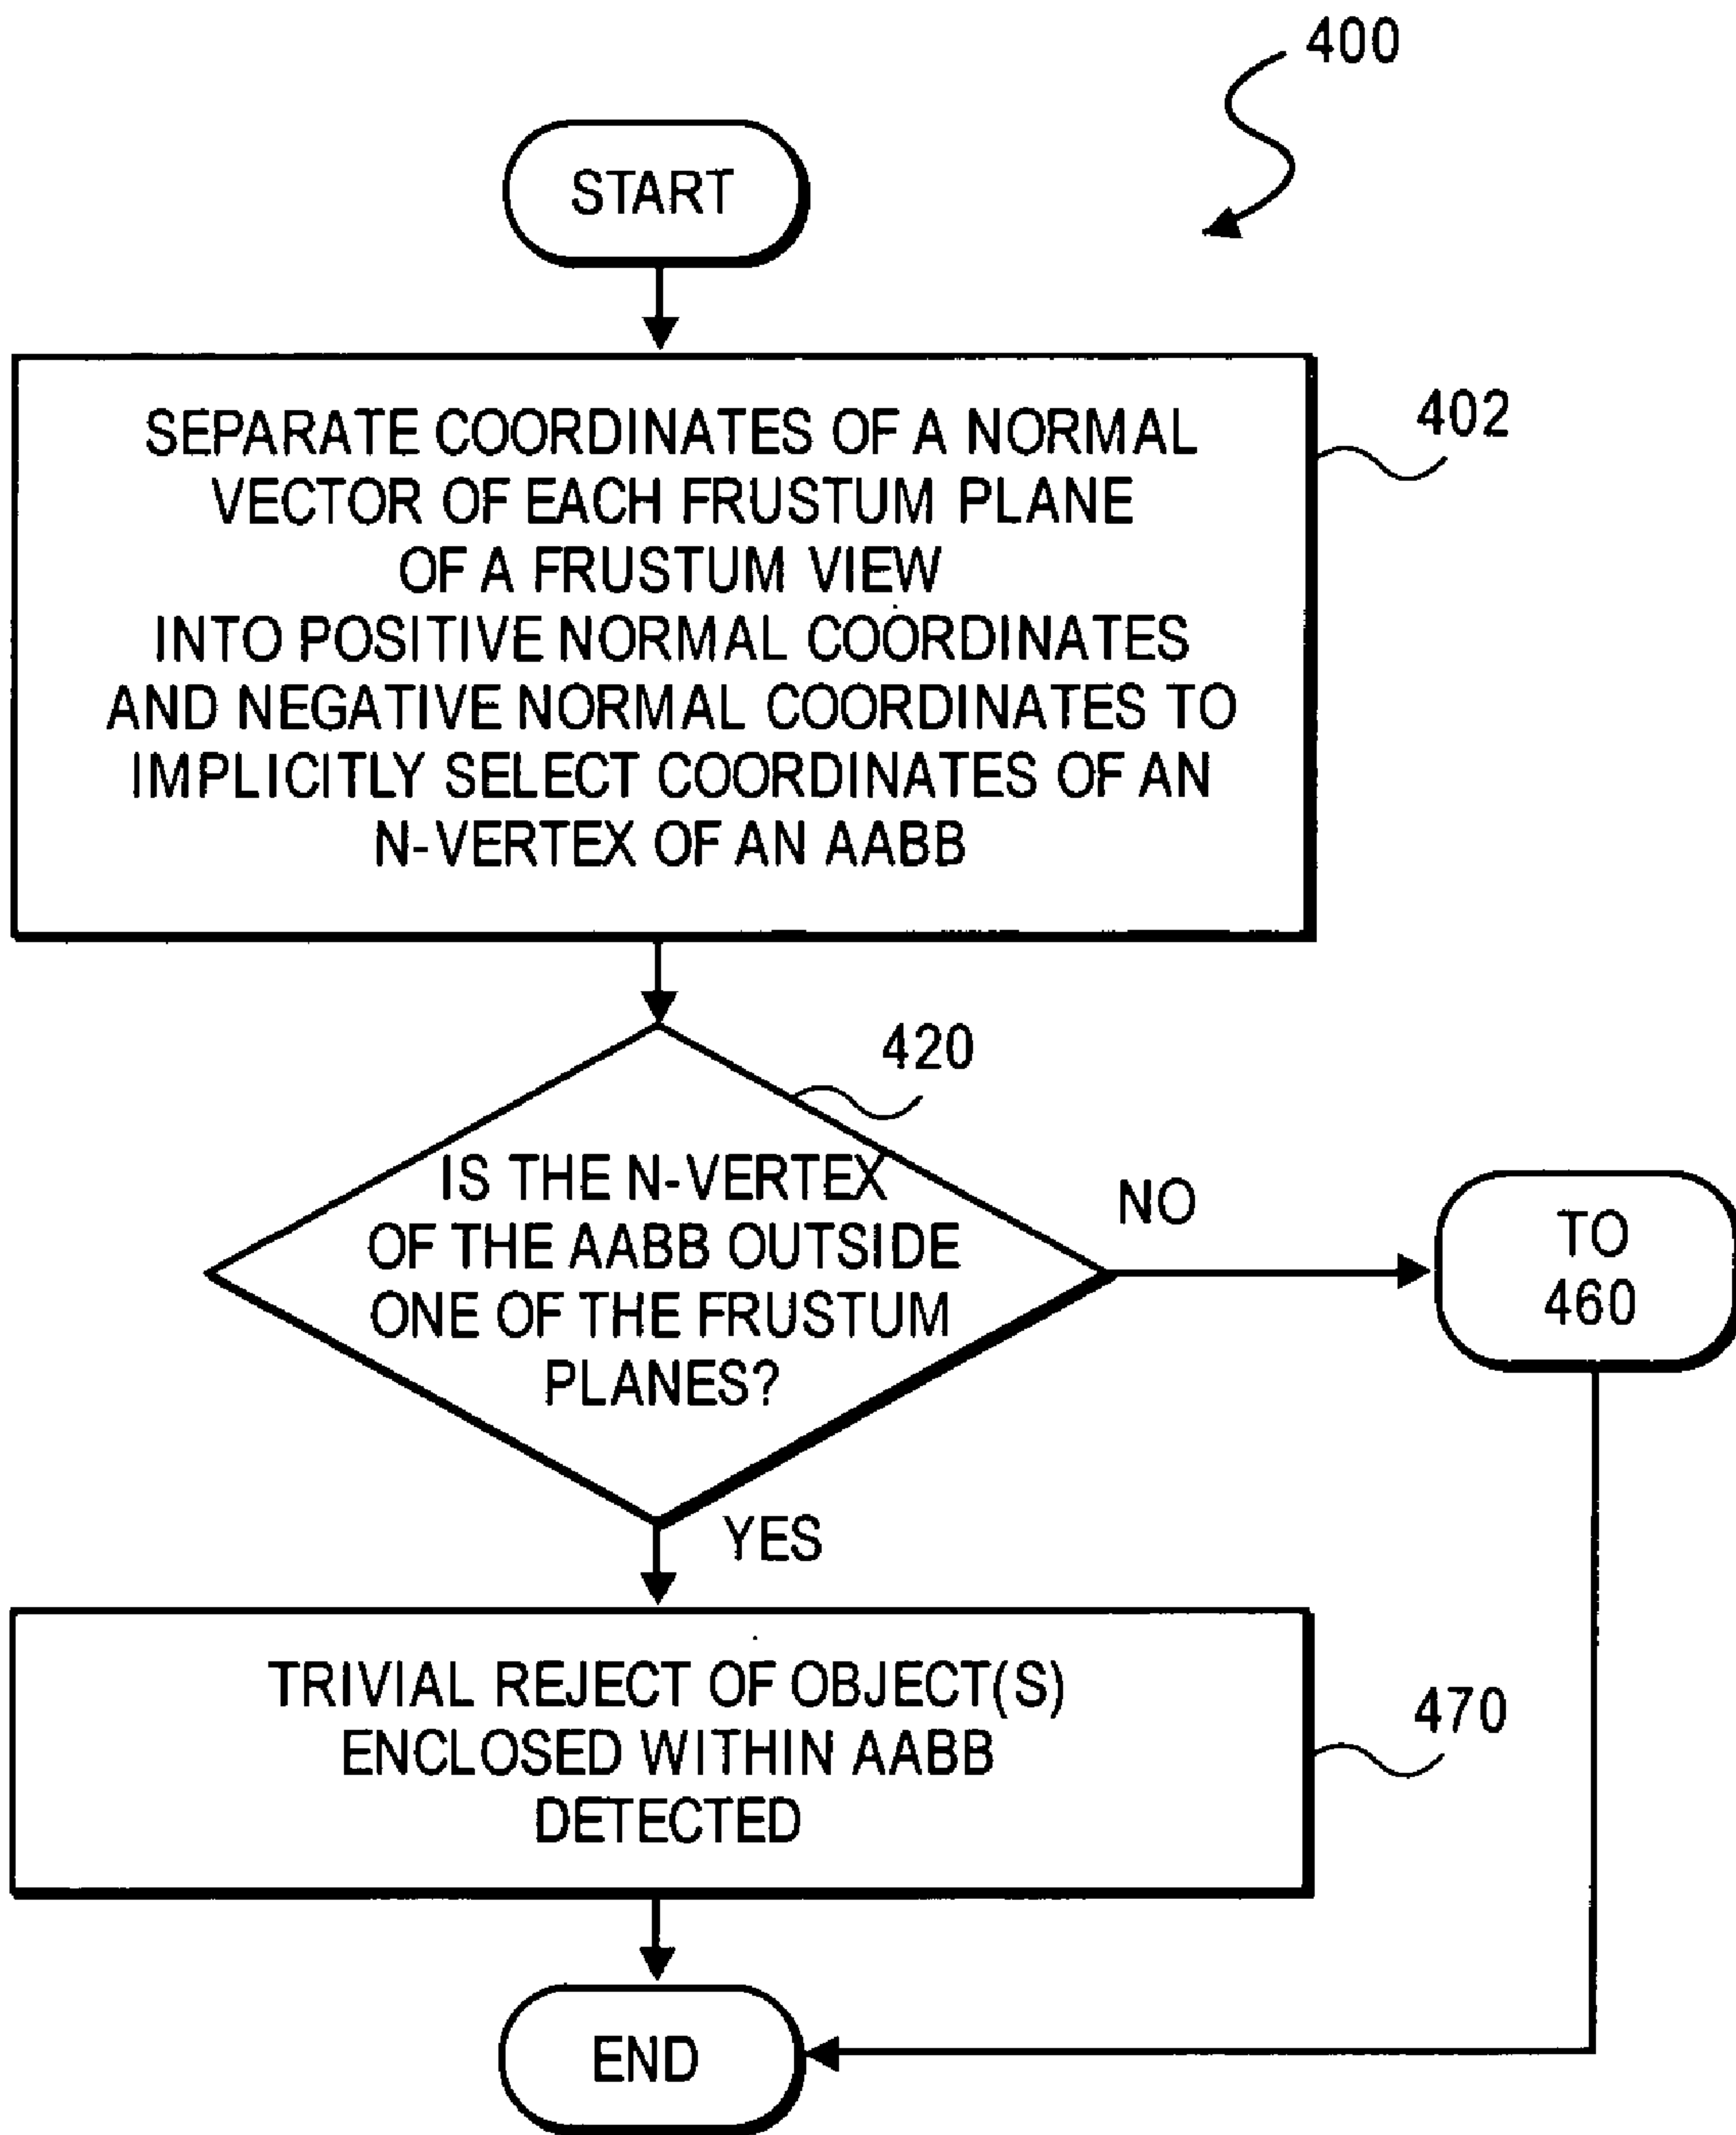 400
START
SEPARATE COORDINATES OF A NORMAL
VECTOR OF EACH FRUSTUM PLANE
OF A FRUSTUM VIEW
INTO POSITIVE NORMAL COORDINATES
AND NEGATIVE NORMAL COORDINATES TO
IMPLICITLY SELECT COORDINATES OF AN
N-VERTEX OF AN AABB
402
420
IS THE N-VERTEX
OF THE AABB OUTSIDE
ONE OF THE FRUSTUM
PLANES?
NO
TO
460
YES
TRIVIAL REJECT OF OBJECT(S)
ENCLOSED WITHIN AABB
DETECTED
470
END